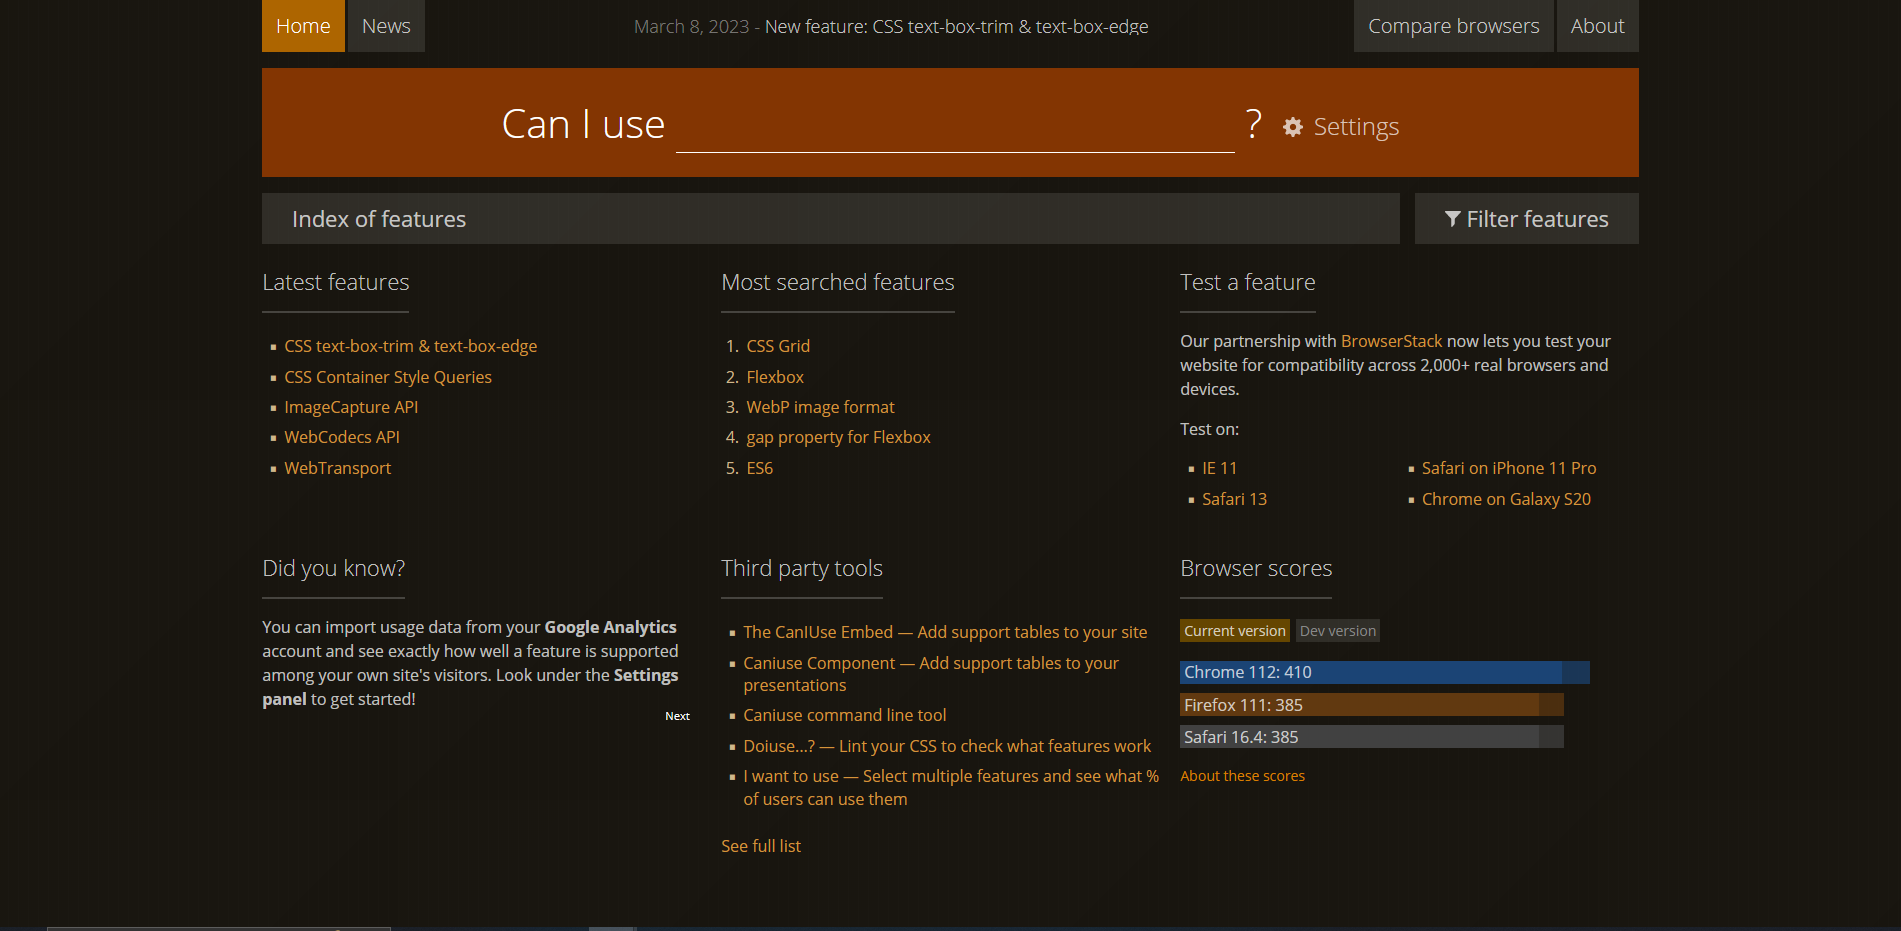 Home
News
March 8, 2023 - New feature: CSS text-box-trim & text-box-edge
Compare browsers
About
Can I use ?
Settings
Index of features
Filter features
Latest features
CSS text-box-trim & text-box-edge
CSS Container Style Queries
ImageCapture API
WebCodecs API
WebTransport
Most searched features
1. CSS Grid
2. Flexbox
3. WebP image format
4. gap property for Flexbox
5. ES6
Test a feature
Our partnership with BrowserStack now lets you test your
website for compatibility across 2,000+ real browsers and
devices.
Test on:
IE 11
Safari 13
Safari on iPhone 11 Pro
Chrome on Galaxy S20
Did you know?
You can import usage data from your Google Analytics
account and see exactly how well a feature is supported
among your own site's visitors. Look under the Settings
panel to get started!
Next
Third party tools
The CanIUse Embed — Add support tables to your site
Caniuse Component — Add support tables to your
presentations
Caniuse command line tool
Doiuse...? — Lint your CSS to check what features work
I want to use — Select multiple features and see what %
of users can use them
See full list
Browser scores
Current version
Dev version
Chrome 112: 410
Firefox 111: 385
Safari 16.4: 385
About these scores